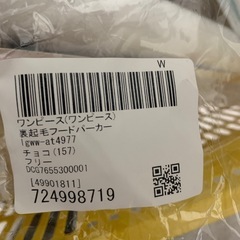 W
ワンピース(ワンピース)
裏起毛フードパーカー
lgww-at4977
チョコ(157)
フリー
DCG7655300001
[49901811]
724998719